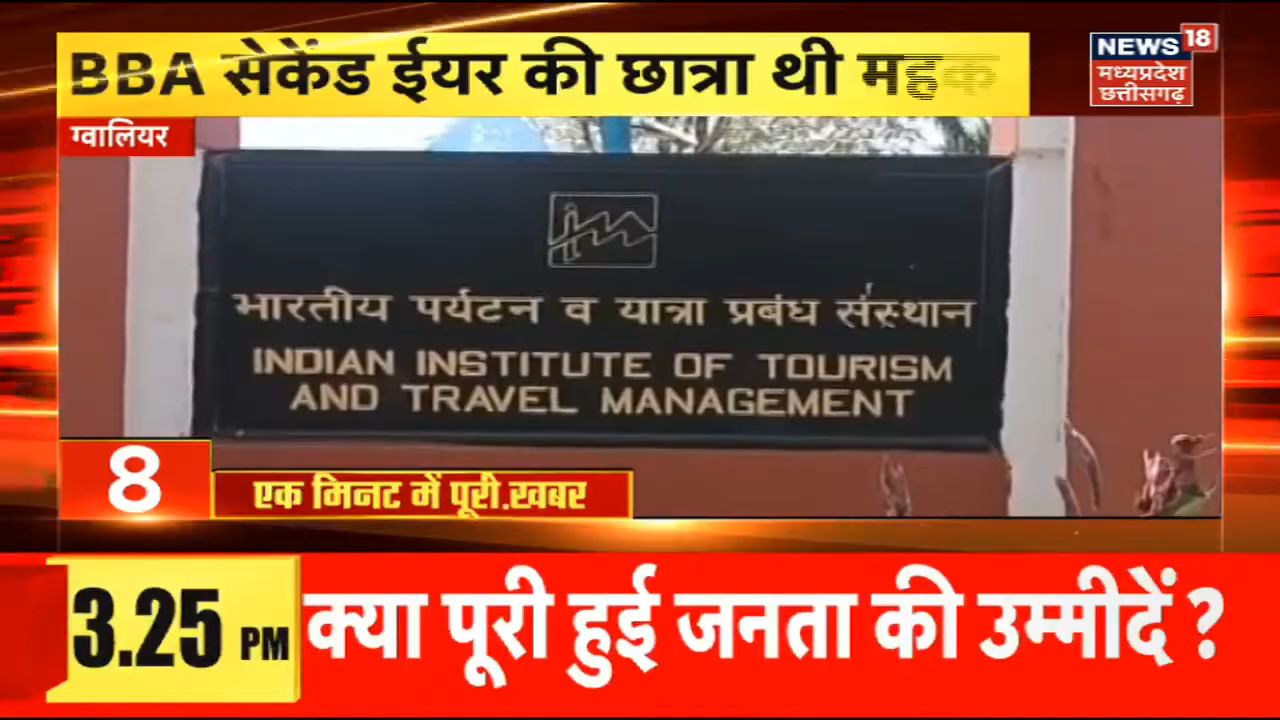 BBA सेकेंड ईयर की छात्रा थी महक
NEWS 18
मध्यप्रदेश
छत्तीसगढ़
ग्वालियर
भारतीय पर्यटन व यात्रा प्रबंध संस्थान
INDIAN INSTITUTE OF TOURISM
AND TRAVEL MANAGEMENT
8
एक मिनट में पूरी खबर
3.25 PM
क्या पूरी हुई जनता की उम्मीदें ?